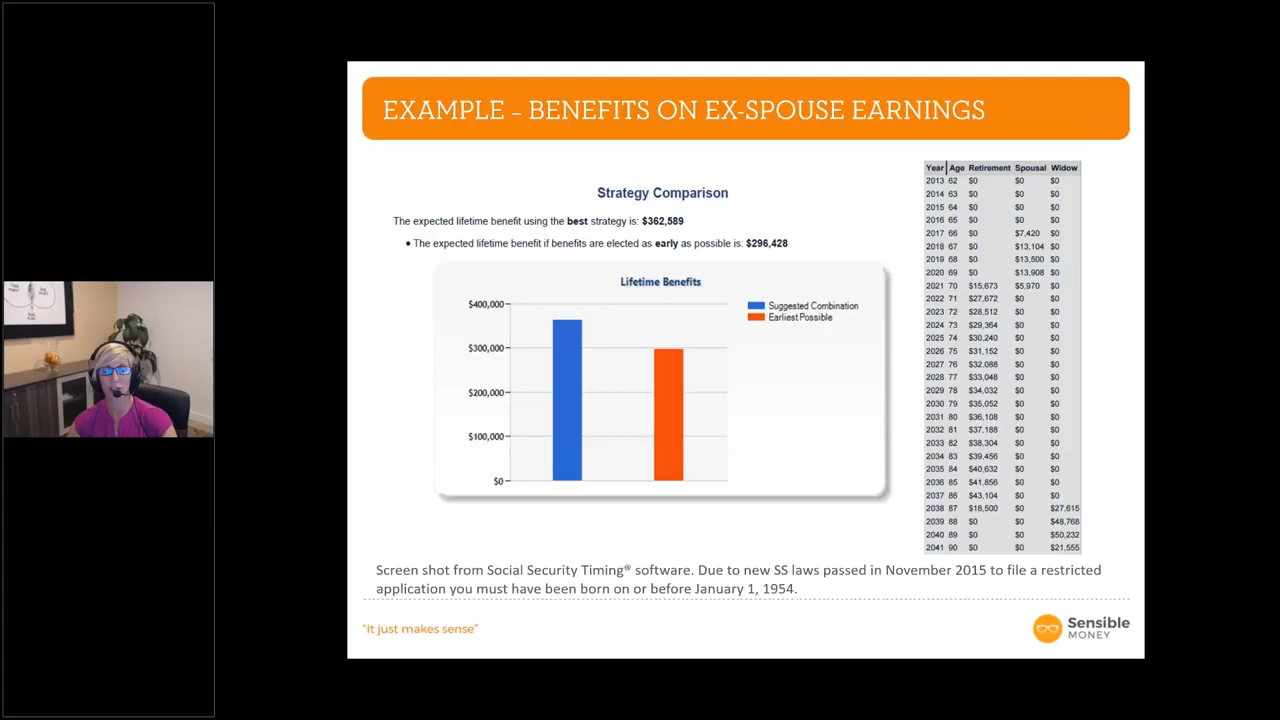 EXAMPLE – BENEFITS ON EX-SPOUSE EARNINGS
Strategy Comparison
The expected lifetime benefit using the best strategy is: $362,589
• The expected lifetime benefit if benefits are elected as early as possible is: $296,428
Lifetime Benefits
$400,000
$300,000
$200,000
$100,000
$0
Suggested Combination
Earliest Possible
Year Age Retirement Spousal Widow
2013 62 $0 $0 $0
2014 63 $0 $0 $0
2015 64 $0 $0 $0
2016 65 $0 $0 $0
2017 66 $0 $7,420 $0
2018 67 $0 $13,104 $0
2019 68 $0 $13,500 $0
2020 69 $0 $13,908 $0
2021 70 $15,673 $5,970 $0
2022 71 $27,672 $0 $0
2023 72 $28,512 $0 $0
2024 73 $29,364 $0 $0
2025 74 $30,240 $0 $0
2026 75 $31,152 $0 $0
2027 76 $32,088 $0 $0
2028 77 $33,048 $0 $0
2029 78 $34,032 $0 $0
2030 79 $35,052 $0 $0
2031 80 $36,108 $0 $0
2032 81 $37,188 $0 $0
2033 82 $38,304 $0 $0
2034 83 $39,456 $0 $0
2035 84 $40,632 $0 $0
2036 85 $41,856 $0 $0
2037 86 $43,104 $0 $0
2038 87 $18,500 $0 $27,615
2039 88 $0 $0 $48,768
2040 89 $0 $0 $50,232
2041 90 $0 $0 $21,555
Screen shot from Social Security Timing® software. Due to new SS laws passed in November 2015 to file a restricted
application you must have been born on or before January 1, 1954.
"It just makes sense"
Sensible
MONEY